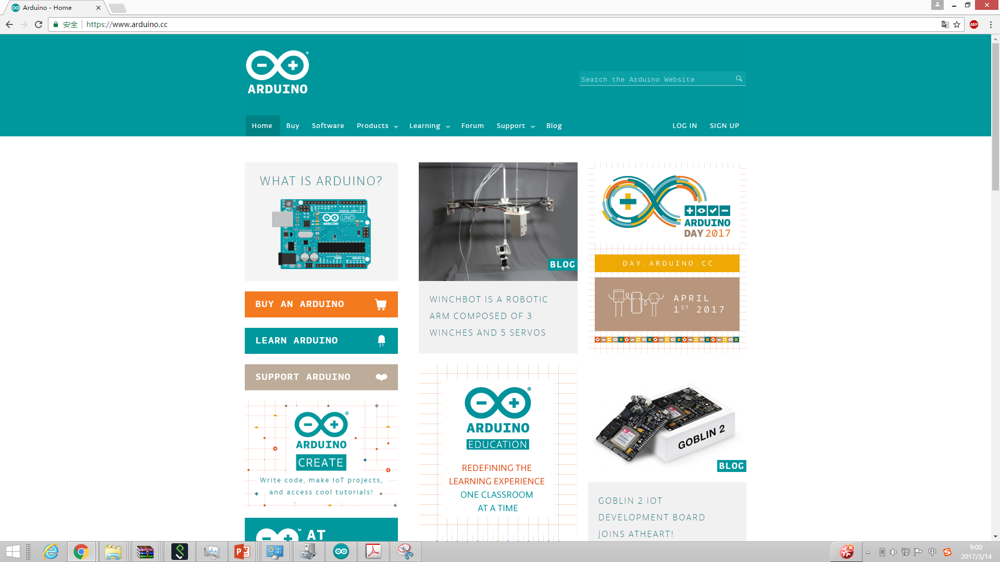 Arduino - Home
安全
https://www.arduino.cc
ABP
ARDUINO
Search the Arduino Website
Home Buy Software Products Learning Forum Support Blog LOG IN SIGN UP
WHAT IS ARDUINO?
ARDUINO UNO
BUY AN ARDUINO
LEARN ARDUINO
SUPPORT ARDUINO
ARDUINO
CREATE
Write code, make IoT projects,
and access cool tutorials!
AT
BLOG
WINCHBOT IS A ROBOTIC
ARM COMPOSED OF 3
WINCHES AND 5 SERVOS
ARDUINO
EDUCATION
REDEFINING THE
LEARNING EXPERIENCE
ONE CLASSROOM
AT A TIME
ARDUINO
DAY 2017
DAY.ARDUINO.CC
APRIL
1ST 2017
GOBLIN 2
BLOG
GOBLIN 2 IOT
DEVELOPMENT BOARD
JOINS ATHEART!
中
9:00
2017/3/14